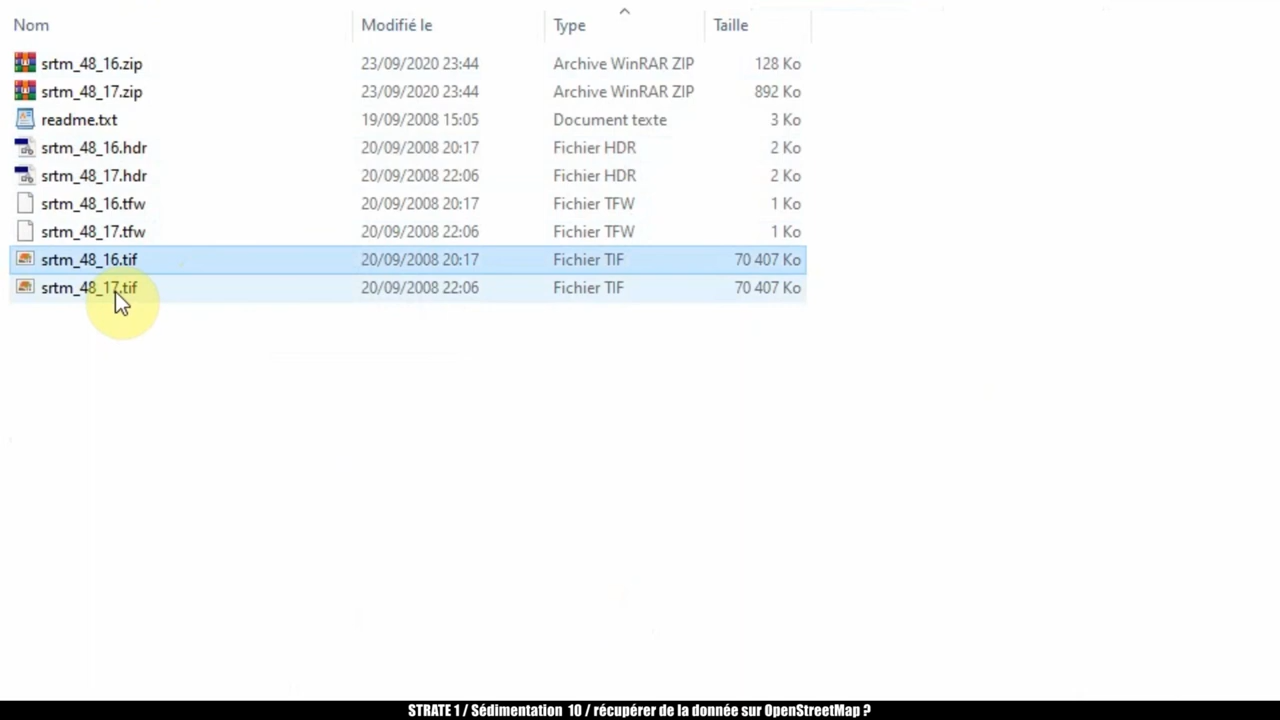 Nom Modifié le Type Taille
srtm_48_16.zip 23/09/2020 23:44 Archive WinRAR ZIP 128 Ko
srtm_48_17.zip 23/09/2020 23:44 Archive WinRAR ZIP 892 Ko
readme.txt 19/09/2008 15:05 Document texte 3 Ko
srtm_48_16.hdr 20/09/2008 20:17 Fichier HDR 2 Ko
srtm_48_17.hdr 20/09/2008 22:06 Fichier HDR 2 Ko
srtm_48_16.tfw 20/09/2008 20:17 Fichier TFW 1 Ko
srtm_48_17.tfw 20/09/2008 22:06 Fichier TFW 1 Ko
srtm_48_16.tif 20/09/2008 20:17 Fichier TIF 70 407 Ko
srtm_48_17.tif 20/09/2008 22:06 Fichier TIF 70 407 Ko
STRATE 1 / Sédimentation 10 / récupérer de la donnée sur OpenStreetMap ?